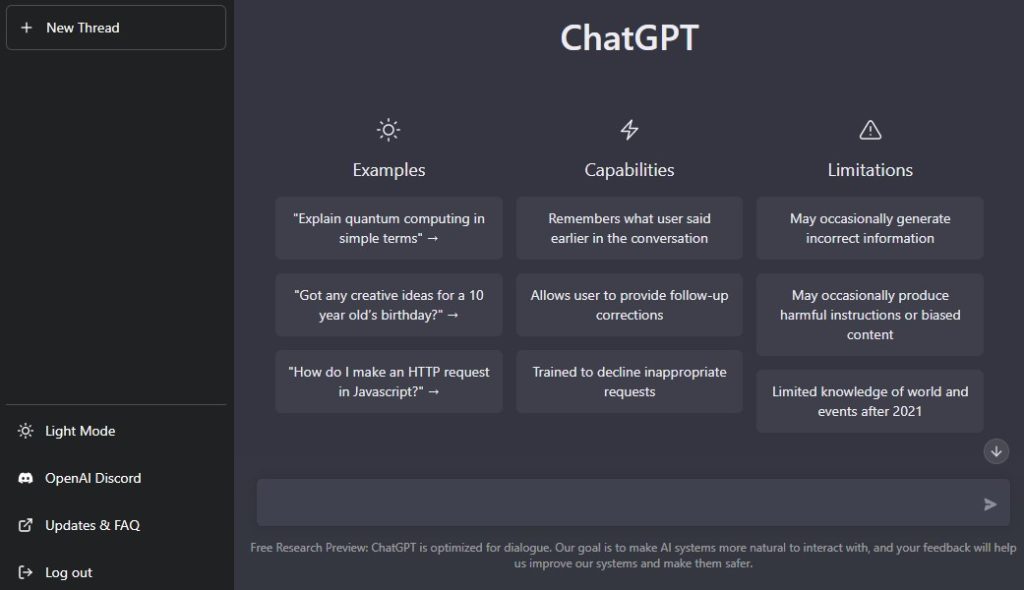 New Thread
ChatGPT
Examples
"Explain quantum computing in
simple terms" →
"Got any creative ideas for a 10
year old’s birthday?" →
"How do I make an HTTP request
in Javascript?" →
Capabilities
Remembers what user said
earlier in the conversation
Allows user to provide follow-up
corrections
Trained to decline inappropriate
requests
Limitations
May occasionally generate
incorrect information
May occasionally produce
harmful instructions or biased
content
Limited knowledge of world and
events after 2021
Light Mode
OpenAI Discord
Updates & FAQ
Log out
Free Research Preview: ChatGPT is optimized for dialogue. Our goal is to make AI systems more natural to interact with, and your feedback will help
us improve our systems and make them safer.